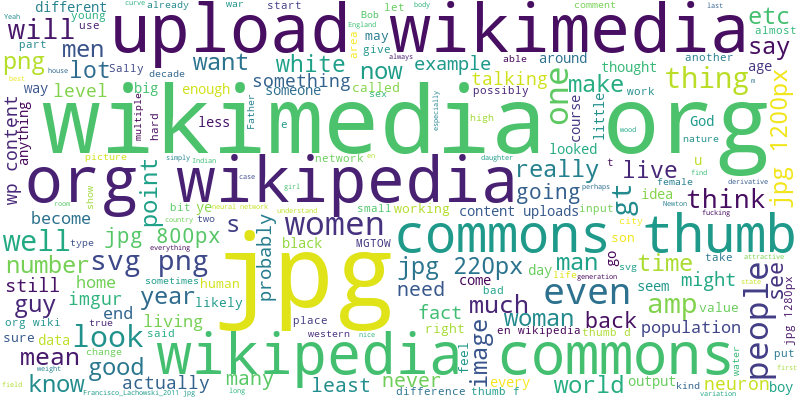 different
already
war
start
upload wikimedia
comment
curve
England
last
body
etc
Yeah
young
use
Bob
let
area
almost
png
part
men
will
Sally
want
white
now
may
give
example
around
another
say
best
house
decade
something
talking
one
make
thought
able
always
lot
way
level
big
enough
someone
called
sex
possibly
thing
age
n
wp content
anything
wikimedia org
multiple
hard
less
Father
e
high
course
little
work
looked
God
nature
especially
wood
jpg 1200px
picture
simply
Indian
network
en
daughter
t
u
find
derivative
org wikipedia
really
live
idea
female
room
show
case
girl
small
working
going
gt
Newton
perhaps
fucking
think
become
point
bit
ye
neural network
understand
content uploads
input
city
son
type
country
two
s
women
black
MGTOW
commons thumb
well
everything
jpg 800px
probably
man
go
day
life
time
take
attractive
see
number
svg png
jpg
jpg 220px
generation
svg
state
might
first
people
still
home
sometimes
human
need
come
even
seem
value
put
jpg 1280px
guy
imgur
year
likely
place
bad
amp
org wiki
end
true
living
western
nice
much
woman
back
population
sure
data
look
said
fact
right
en wikipedia
thumb d
mean
change
good
wikipedia commons
feel
image
every
kind
water
boy
know
weight
actually
many
least
never
world
output
neuron
field
Francisco_Lachowski_2011 jpg
long
difference
thumb f
variation